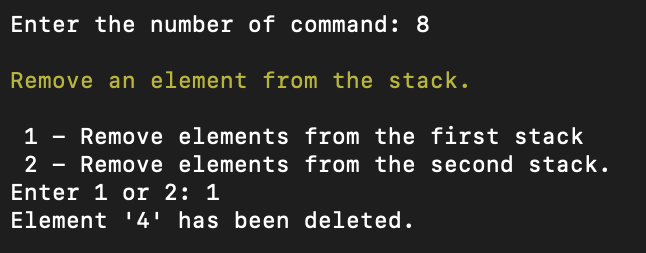 Enter the number of command: 8
Remove an element from the stack.
1 – Remove elements from the first stack
2 – Remove elements from the second stack.
Enter 1 or 2: 1
Element '4' has been deleted.